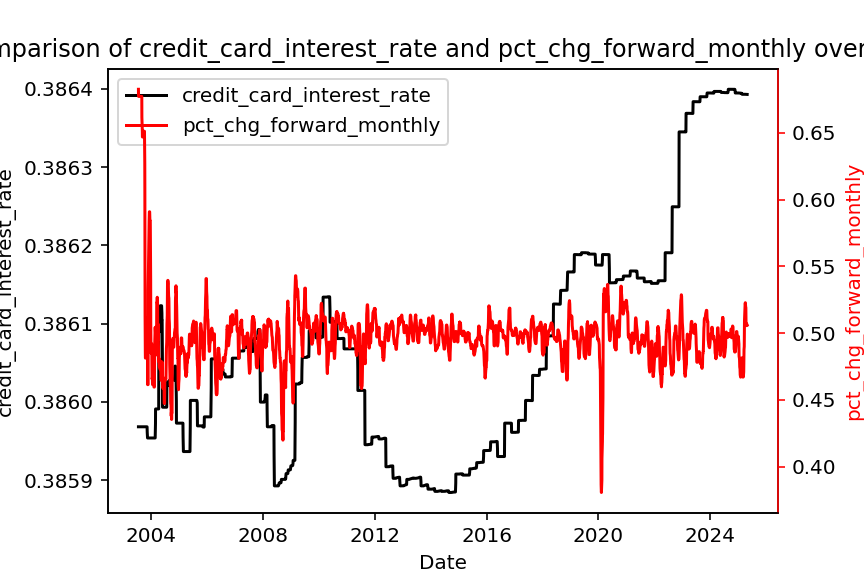 mparison of credit_card_interest_rate and pct_chg_forward_monthly over
credit_card_interest_rate
pct_chg_forward_monthly
0.3864
0.3863
0.3862
0.3861
0.3860
0.3859
credit_card_interest_rate
0.65
0.60
0.55
0.50
0.45
0.40
pct_chg_forward_monthly
2004 2008 2012 2016 2020 2024
Date